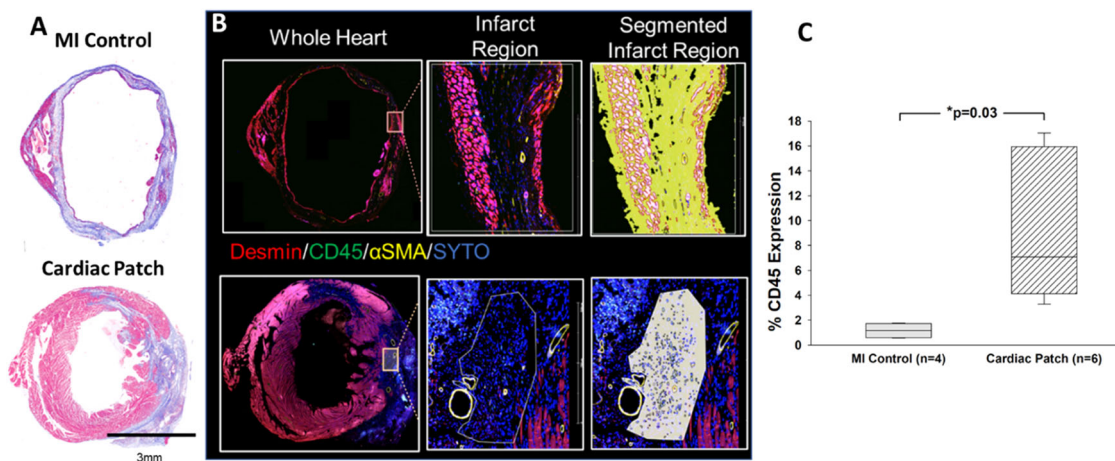 A
MI Control
Cardiac Patch
3mm
B
Whole Heart
Infarct
Region
Segmented
Infarct Region
Desmin/CD45/αSMA/SYTO
C
*p=0.03
% CD45 Expression
18
16
14
12
10
8
6
4
2
0
MI Control (n=4)
Cardiac Patch (n=6)